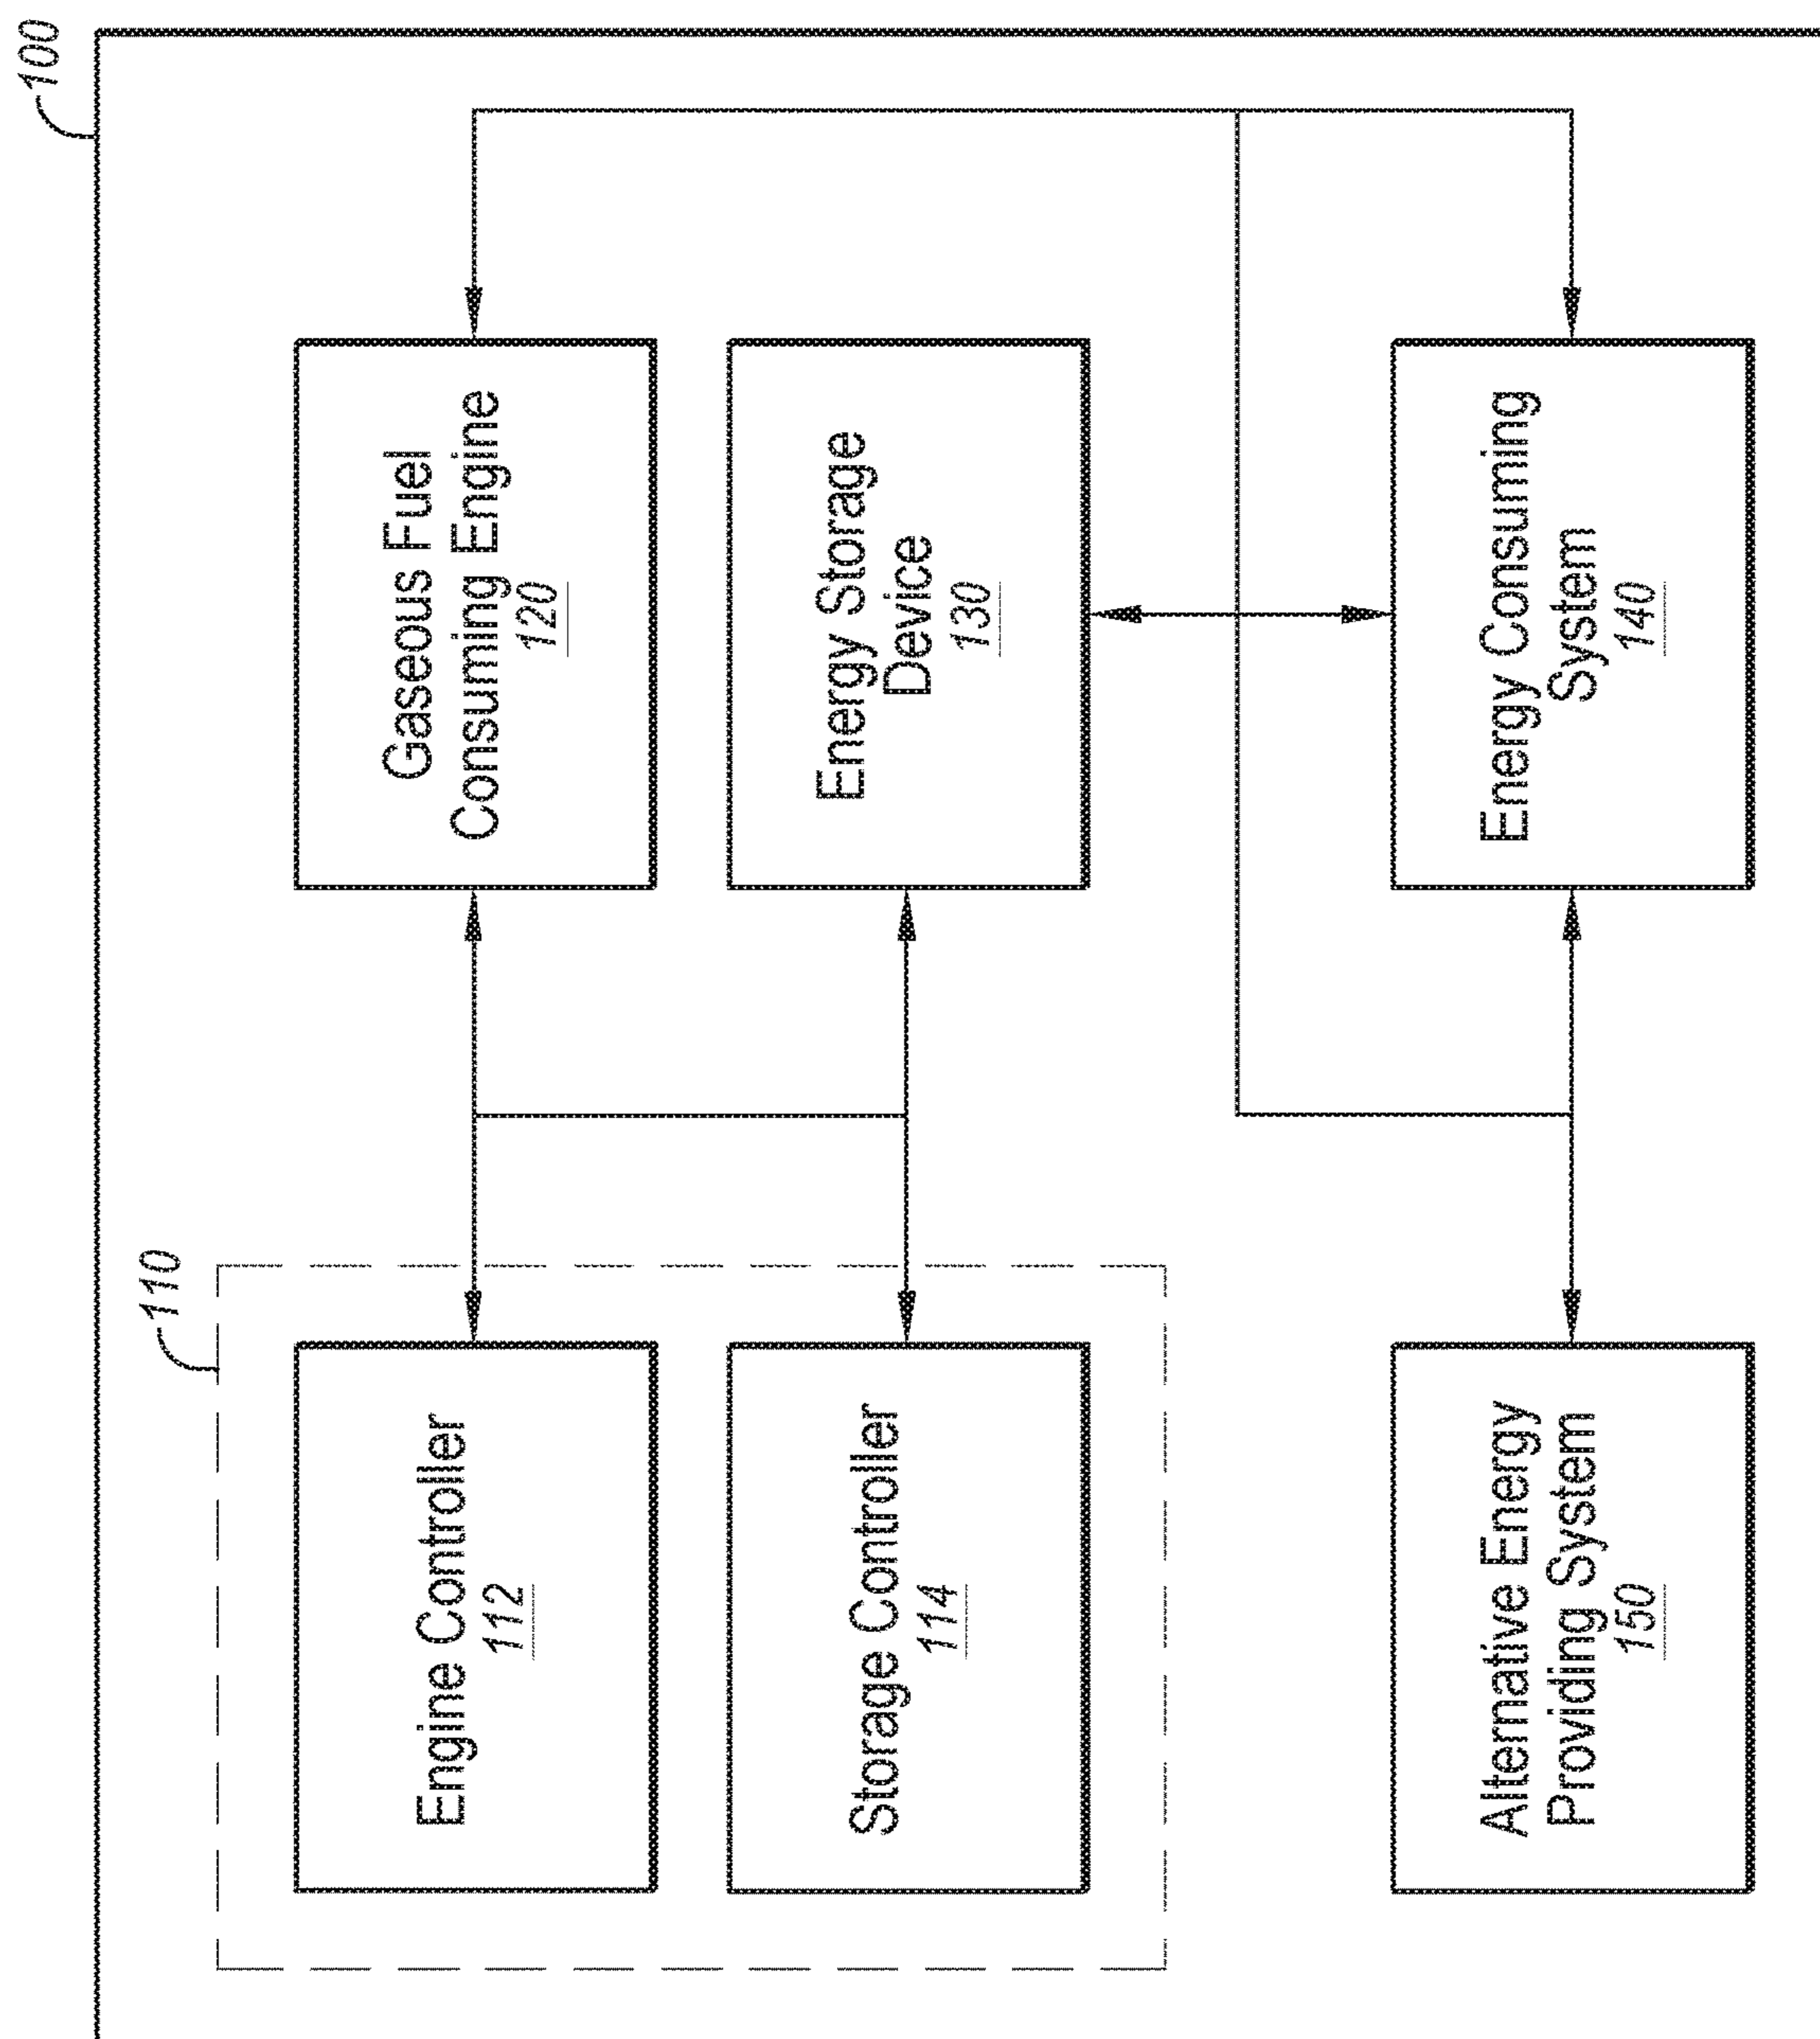 100
110
Engine Controller
112
Gaseous Fuel
Consuming Engine
120
Storage Controller
114
Energy Storage
Device
130
Alternative Energy
Providing System
150
Energy Consuming
System
140